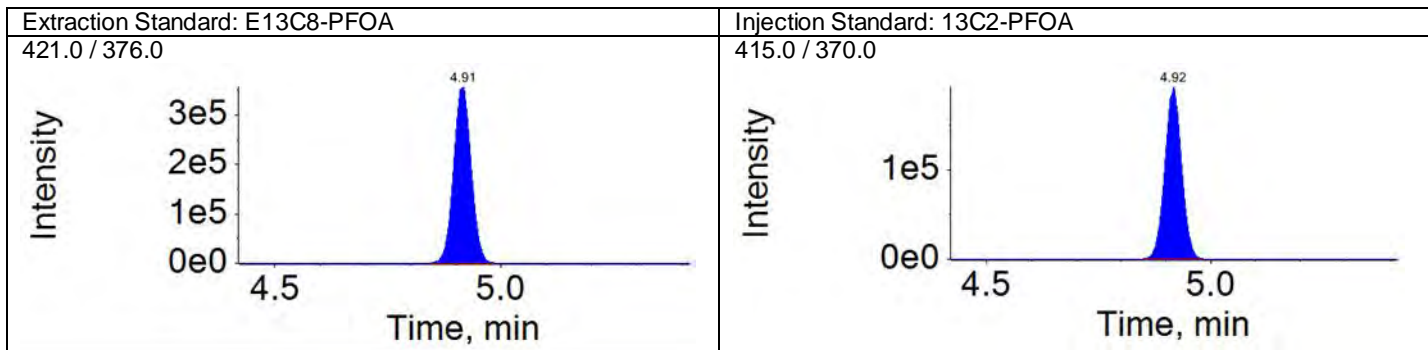 Extraction Standard: E13C8-PFOA
421.0 / 376.0
4.91
Intensity
3e5
2e5
1e5
0e0
4.5
5.0
Time, min
Injection Standard: 13C2-PFOA
415.0 / 370.0
4.92
Intensity
1e5
0e0
4.5
5.0
Time, min